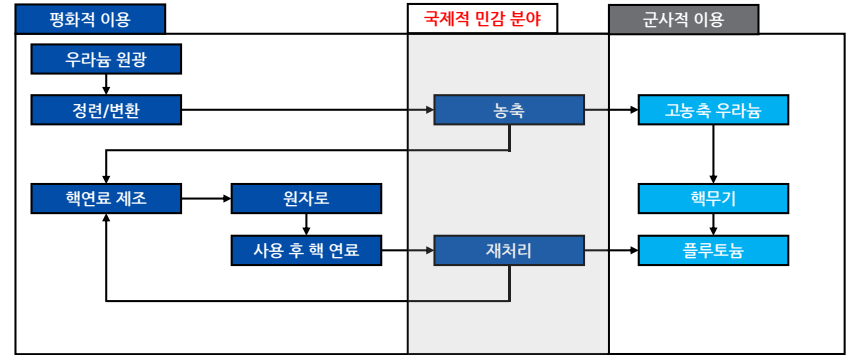 평화적 이용
국제적 민감 분야
군사적 이용
우라늄 원광
정련/변환
농축
고농축 우라늄
핵연료 제조
원자로
핵무기
사용 후 핵 연료
재처리
플루토늄